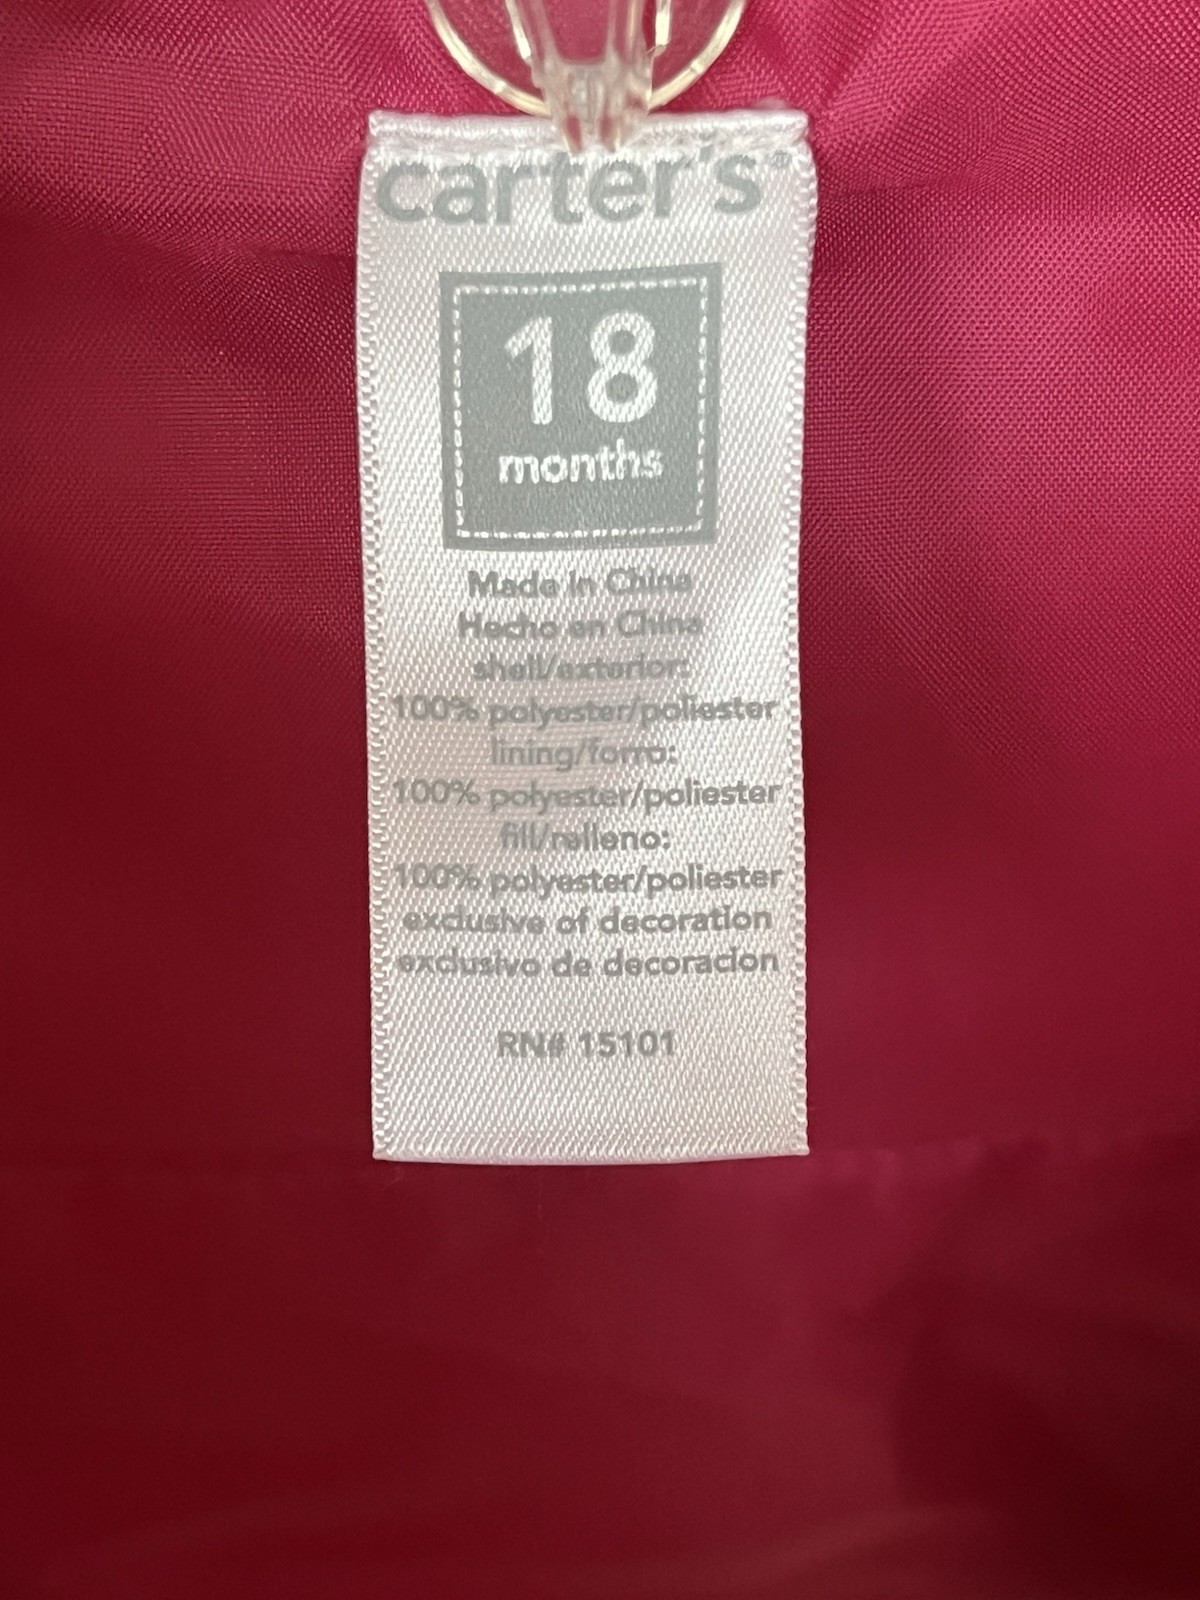 carter's®
18
months
Made in China
Hecho en China
shell/exterior:
100% polyester/poliester
lining/forro:
100% polyester/poliester
fill/relleno:
100% polyester/poliester
exclusive of decoration
exclusivo de decoracion
RN# 15101